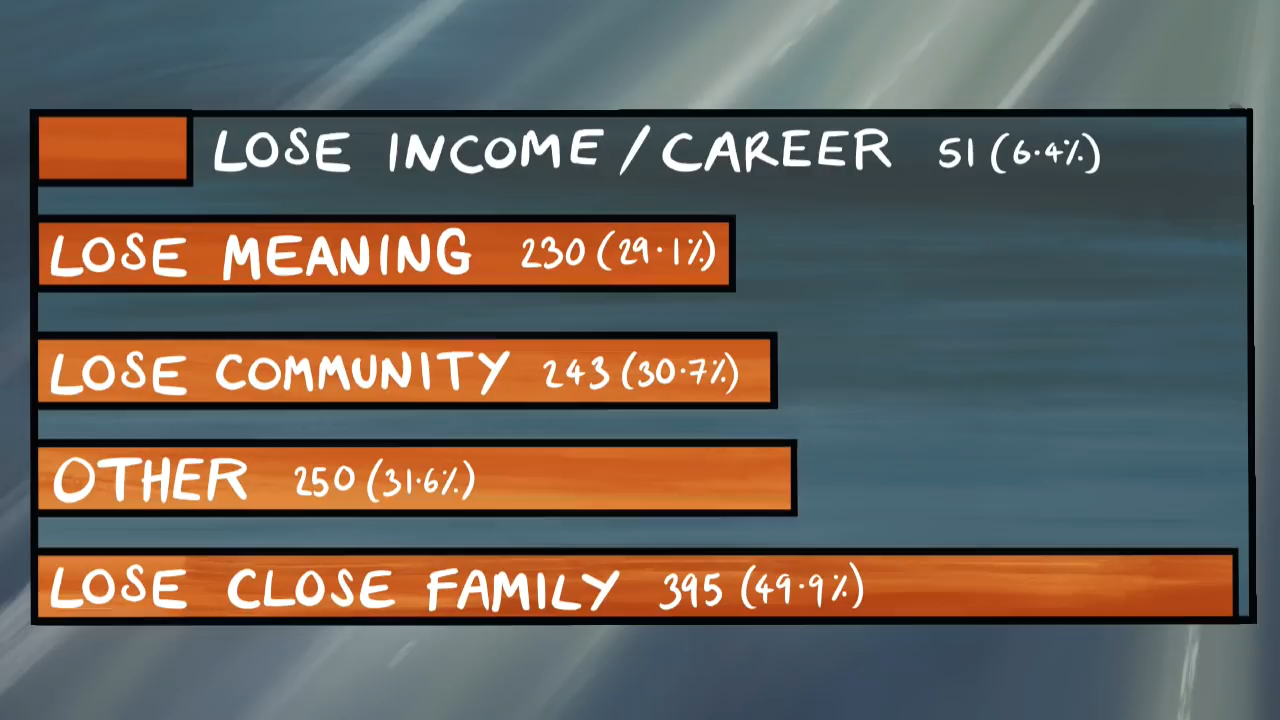 LOSE INCOME/CAREER 51 (6.4%)
LOSE MEANING 230 (29.1%)
LOSE COMMUNITY 243 (30.7%)
OTHER 250 (31.6%)
LOSE CLOSE FAMILY 395 (49.9%)